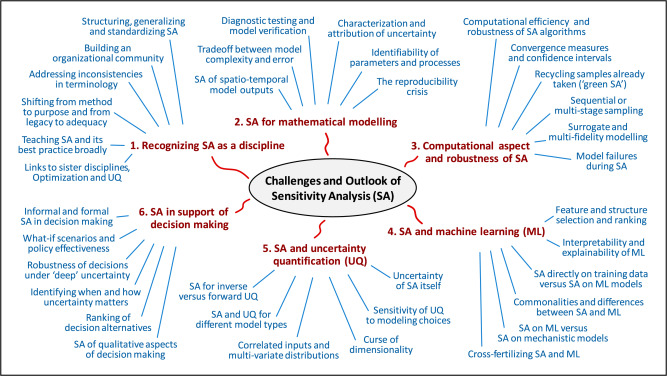 Structuring, generalizing
and standardizing SA
Building an
organizational community
Addressing inconsistencies
in terminology
Shifting from method
to purpose and from
legacy to adequacy
Teaching SA and its
best practice broadly
Links to sister disciplines,
Optimization and UQ
1. Recognizing SA as a discipline
Diagnostic testing and
model verification
Tradeoff between model
complexity and error
SA of spatio-temporal
model outputs
Characterization and
attribution of uncertainty
Identifiability of
parameters and processes
The reproducibility
crisis
2. SA for mathematical modelling
Computational efficiency and
robustness of SA algorithms
Convergence measures
and confidence intervals
Recycling samples already
taken ('green SA')
Sequential or
multi-stage sampling
Surrogate and
multi-fidelity modelling
Model failures
during SA
3. Computational aspect
and robustness of SA
Challenges and Outlook of
Sensitivity Analysis (SA)
4. SA and machine learning (ML)
Feature and structure
selection and ranking
Interpretability and
explainability of ML
SA directly on training data
versus SA on ML models
Commonalities and differences
between SA and ML
SA on ML versus
SA on mechanistic models
Cross-fertilizing SA and ML
5. SA and uncertainty
quantification (UQ)
SA for inverse
versus forward UQ
SA and UQ for
different model types
Correlated inputs and
multi-variate distributions
Uncertainty
of SA itself
Sensitivity of UQ
to modeling choices
Curse of
dimensionality
6. SA in support of
decision making
Informal and formal
SA in decision making
What-if scenarios and
policy effectiveness
Robustness of decisions
under 'deep' uncertainty
Identifying when and how
uncertainty matters
Ranking of
decision alternatives
SA of qualitative aspects
of decision making